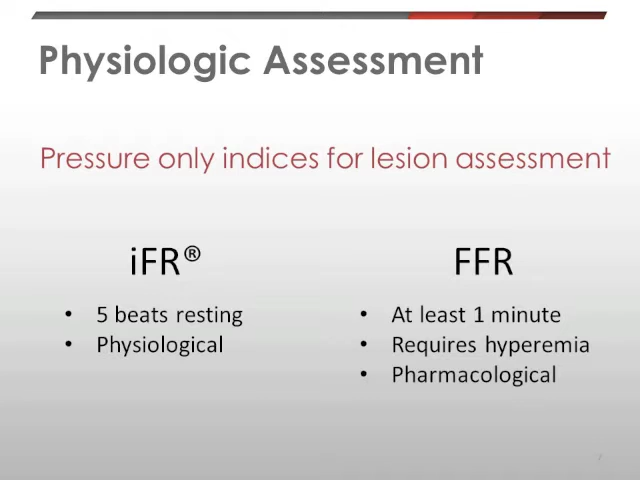 Physiologic Assessment
Pressure only indices for lesion assessment
iFR®
• 5 beats resting
• Physiological
FFR
• At least 1 minute
• Requires hyperemia
• Pharmacological
7